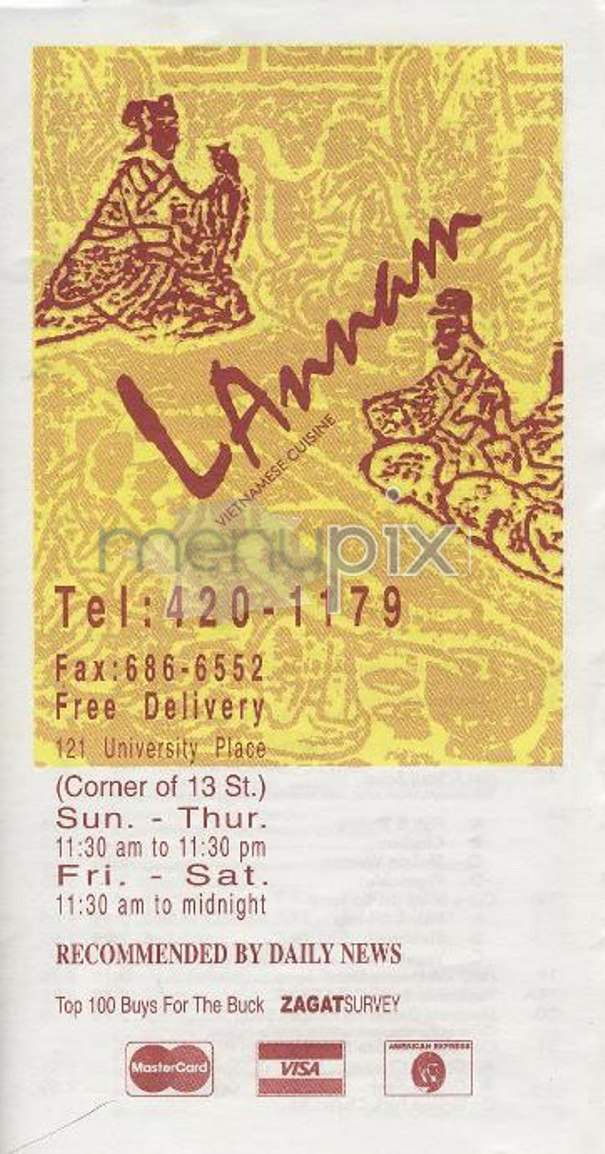 L'Annam
VIETNAMESE CUISINE
menupix
Tel:420-1179
Fax:686-6552
Free Delivery
121 University Place
(Corner of 13 St.)
Sun. - Thur.
11:30 am to 11:30 pm
Fri. - Sat.
11:30 am to midnight
RECOMMENDED BY DAILY NEWS
Top 100 Buys For The Buck ZAGATSURVEY
MasterCard VISA AMERICAN EXPRESS